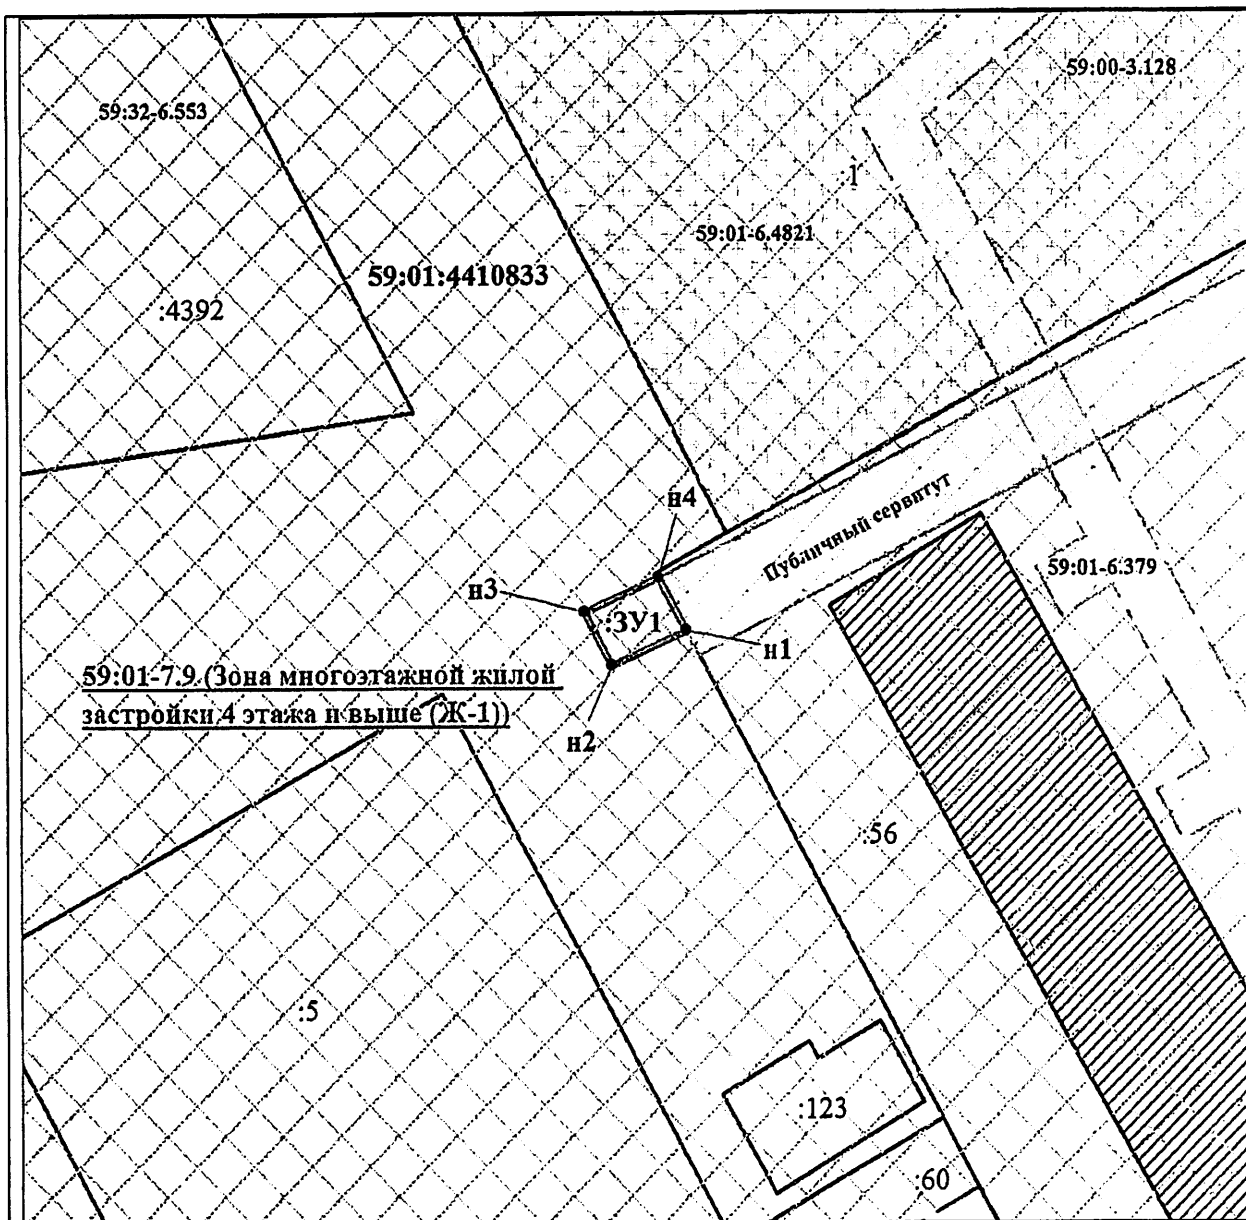 59:00-3.128
59:32-6.553
:1
59:01-6.4821
59:01:4410833
:4392
Публичный сервитут
н4
59:01-6.379
н3
:ЗУ1
н1
59:01-7.9 (Зона многоэтажной жилой
застройки 4 этажа и выше (Ж-1))
н2
:56
:5
:123
:60